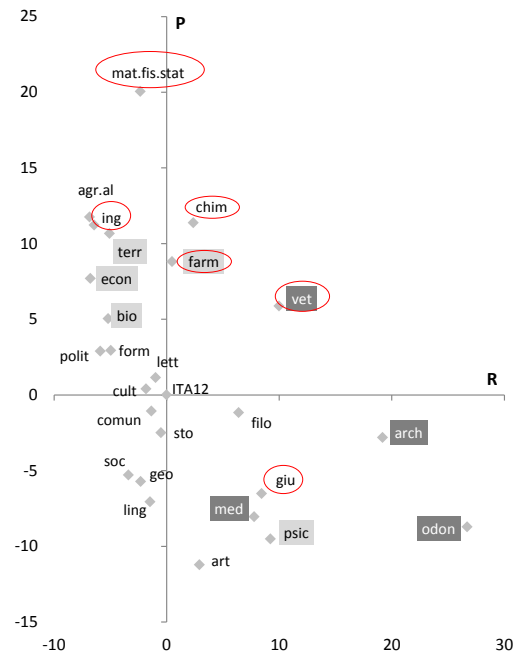 25
P
mat.fis.stat
20
15
agr.al
chim
ing
10
terr
farm
econ
vet
5
bio
polit
form
lett
R
0
cult
ITA12
comun
filo
sto
arch
-5
soc
geo
giu
ling
med
odon
psic
-10
art
-15
-10
0
10
20
30